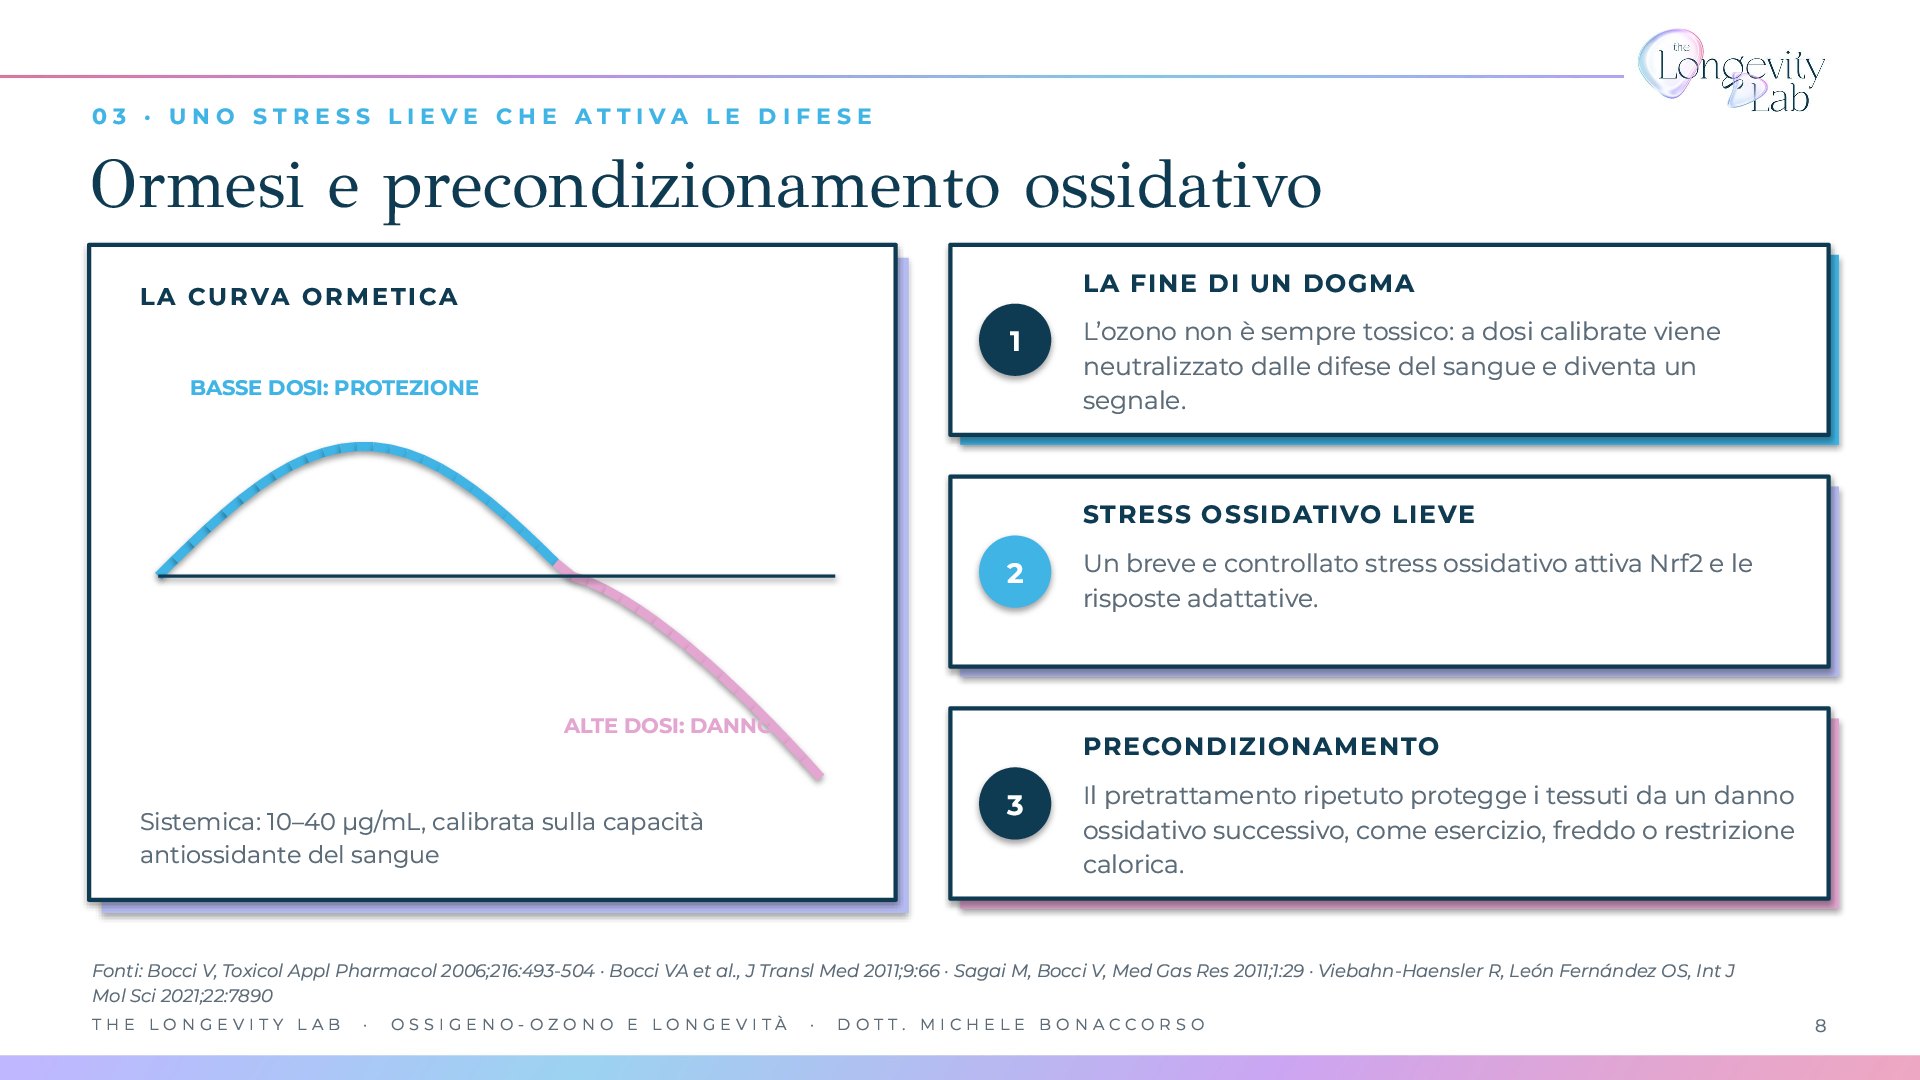 the
Longevity
Lab
03 · UNO STRESS LIEVE CHE ATTIVA LE DIFESE
Ormesi e precondizionamento ossidativo
LA CURVA ORMETICA
BASSE DOSI: PROTEZIONE
ALTE DOSI: DANNO
Sistemica: 10–40 µg/mL, calibrata sulla capacità
antiossidante del sangue
1
LA FINE DI UN DOGMA
L’ozono non è sempre tossico: a dosi calibrate viene
neutralizzato dalle difese del sangue e diventa un
segnale.
2
STRESS OSSIDATIVO LIEVE
Un breve e controllato stress ossidativo attiva Nrf2 e le
risposte adattative.
3
PRECONDIZIONAMENTO
Il pretrattamento ripetuto protegge i tessuti da un danno
ossidativo successivo, come esercizio, freddo o restrizione
calorica.
Fonti: Bocci V, Toxicol Appl Pharmacol 2006;216:493-504 · Bocci VA et al., J Transl Med 2011;9:66 · Sagai M, Bocci V, Med Gas Res 2011;1:29 · Viebahn-Haensler R, León Fernández OS, Int J
Mol Sci 2021;22:7890
THE LONGEVITY LAB · OSSIGENO-OZONO E LONGEVITÀ · DOTT. MICHELE BONACCORSO
8